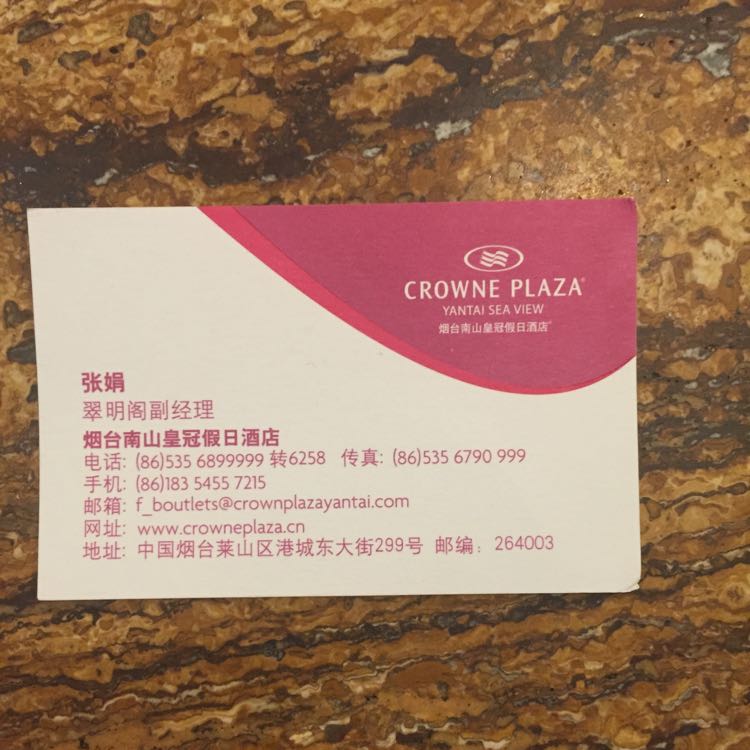 CROWNE PLAZA®
YANTAI SEA VIEW
烟台南山皇冠假日酒店
张娟
翠明阁副经理
烟台南山皇冠假日酒店
电话: (86)535 6899999 转6258 传真: (86)535 6790 999
手机: (86)183 5455 7215
邮箱: f_boutlets@crownplazayantai.com
网址: www.crowneplaza.cn
地址: 中国烟台莱山区港城东大街299号 邮编: 264003